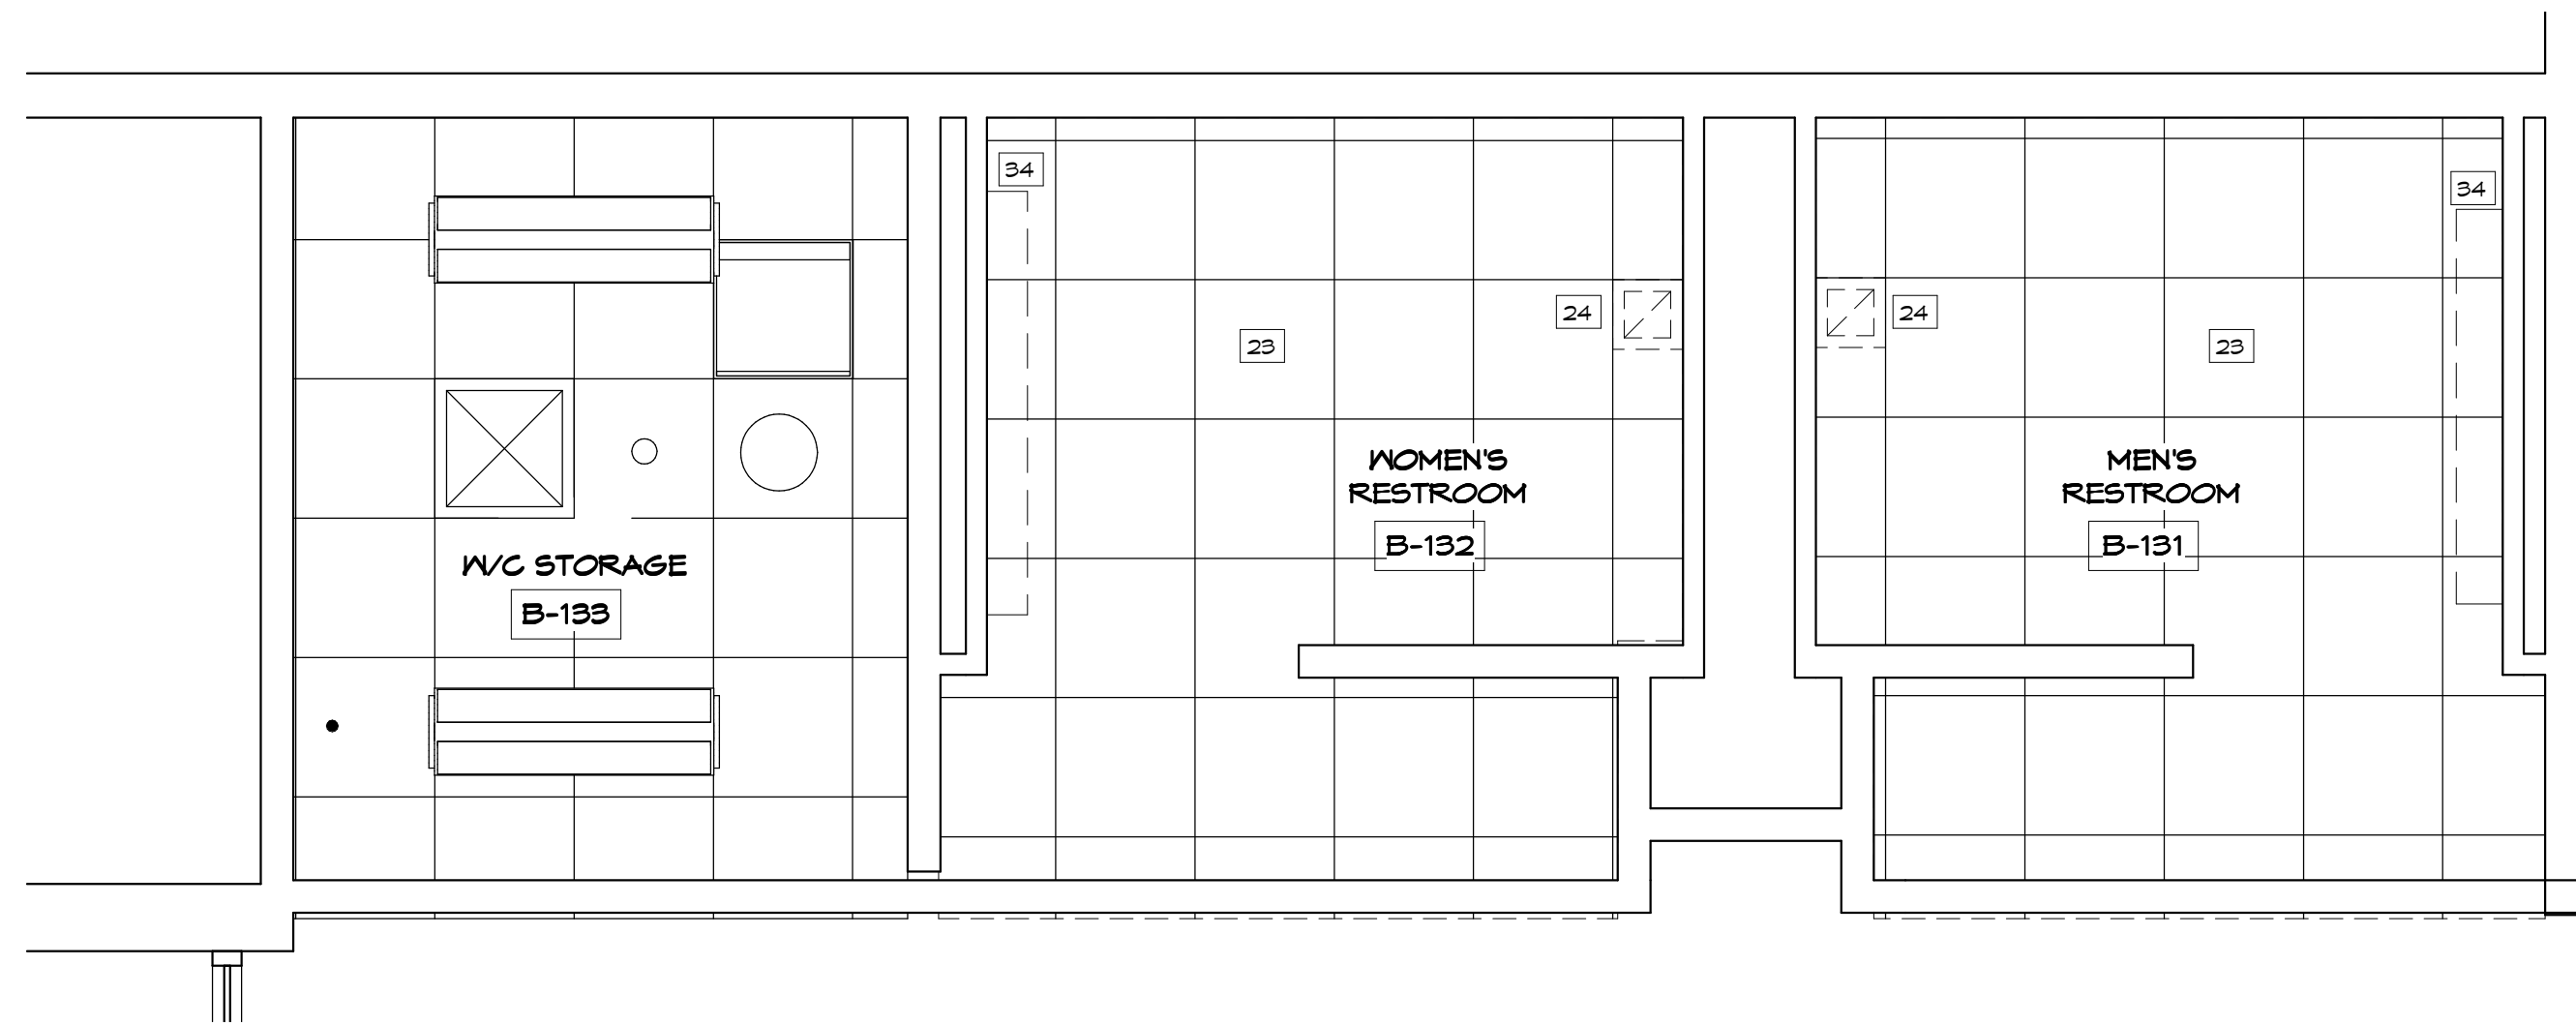 34
34
24
24
23
23
WOMEN'S
RESTROOM
B-132
MEN'S
RESTROOM
B-131
W/C STORAGE
B-133